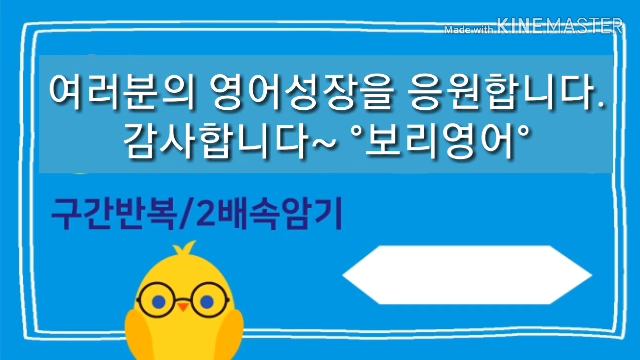 Made with KINEMASTER
여러분의 영어성장을 응원합니다.
감사합니다~ °보리영어°
구간반복/2배속암기